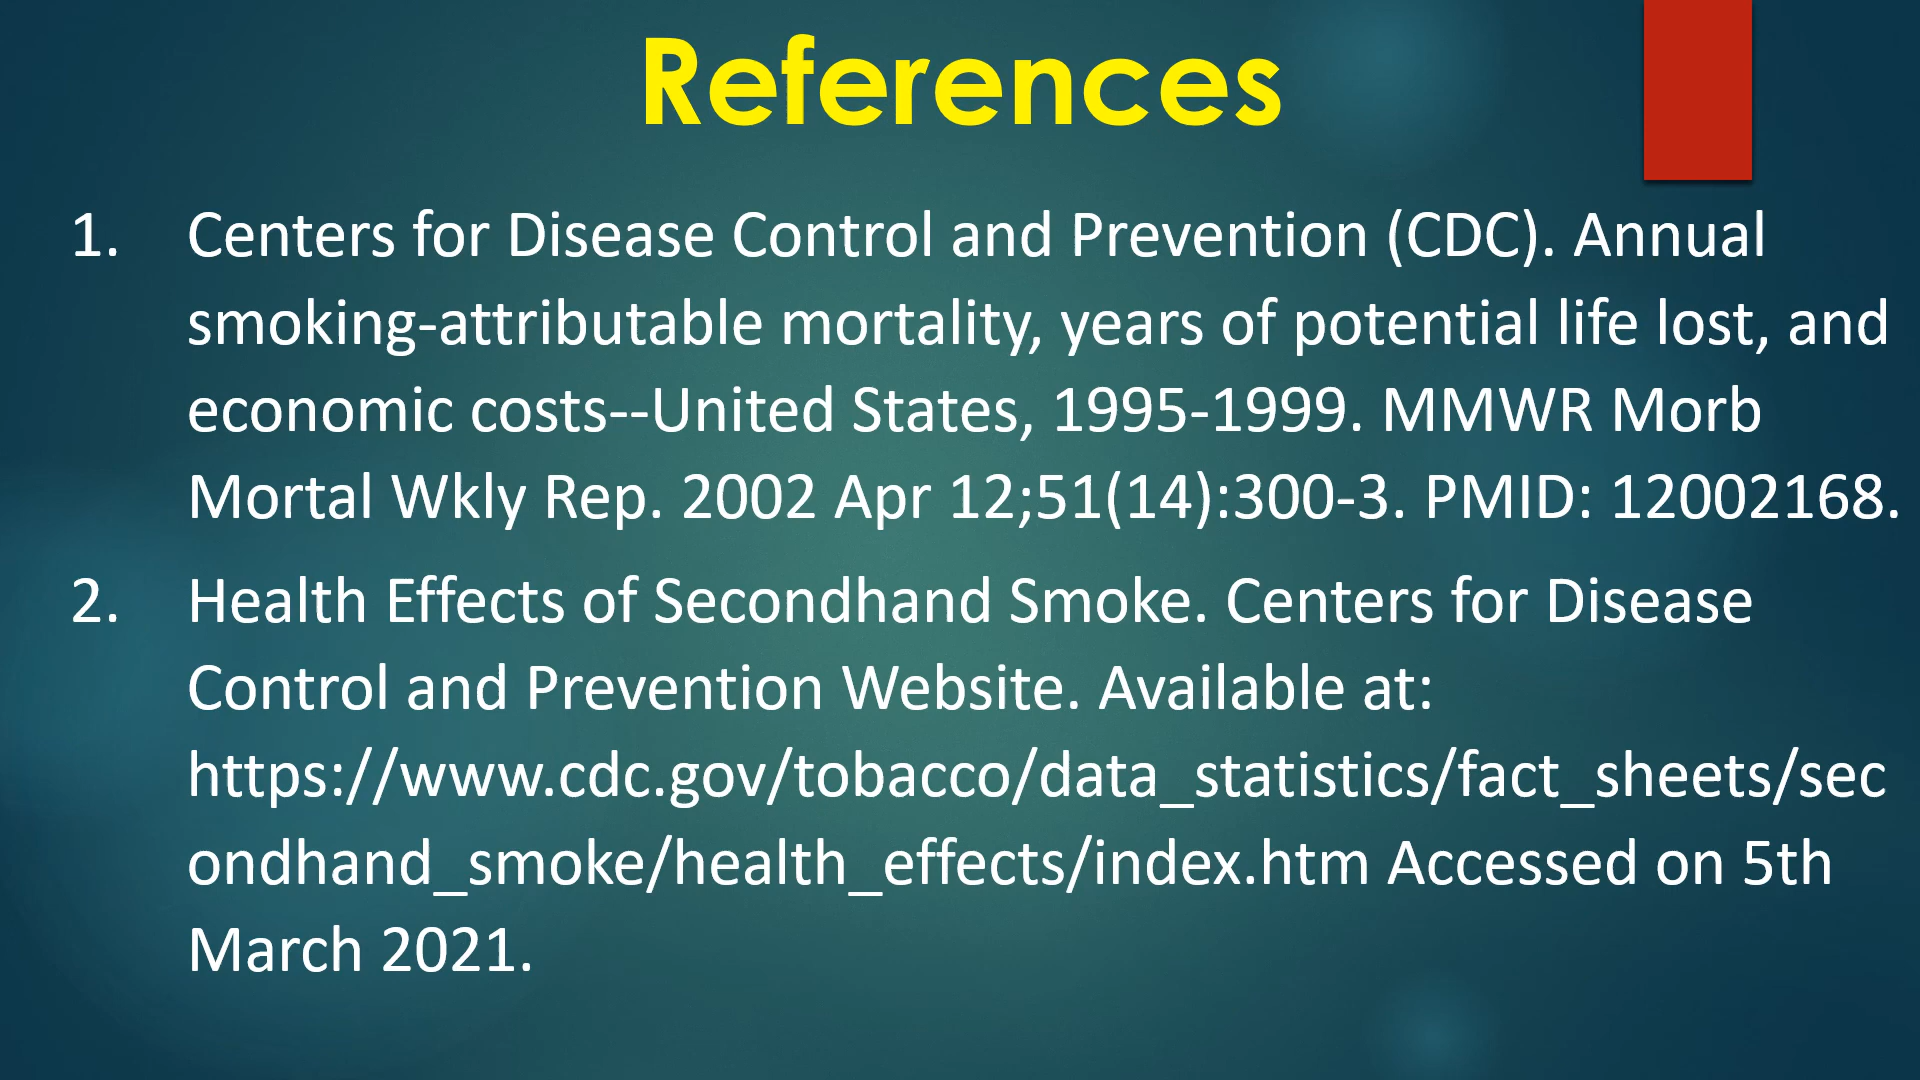 References
1. Centers for Disease Control and Prevention (CDC). Annual
smoking-attributable mortality, years of potential life lost, and
economic costs--United States, 1995-1999. MMWR Morb
Mortal Wkly Rep. 2002 Apr 12;51(14):300-3. PMID: 12002168.
2. Health Effects of Secondhand Smoke. Centers for Disease
Control and Prevention Website. Available at:
https://www.cdc.gov/tobacco/data_statistics/fact_sheets/sec
ondhand_smoke/health_effects/index.htm Accessed on 5th
March 2021.